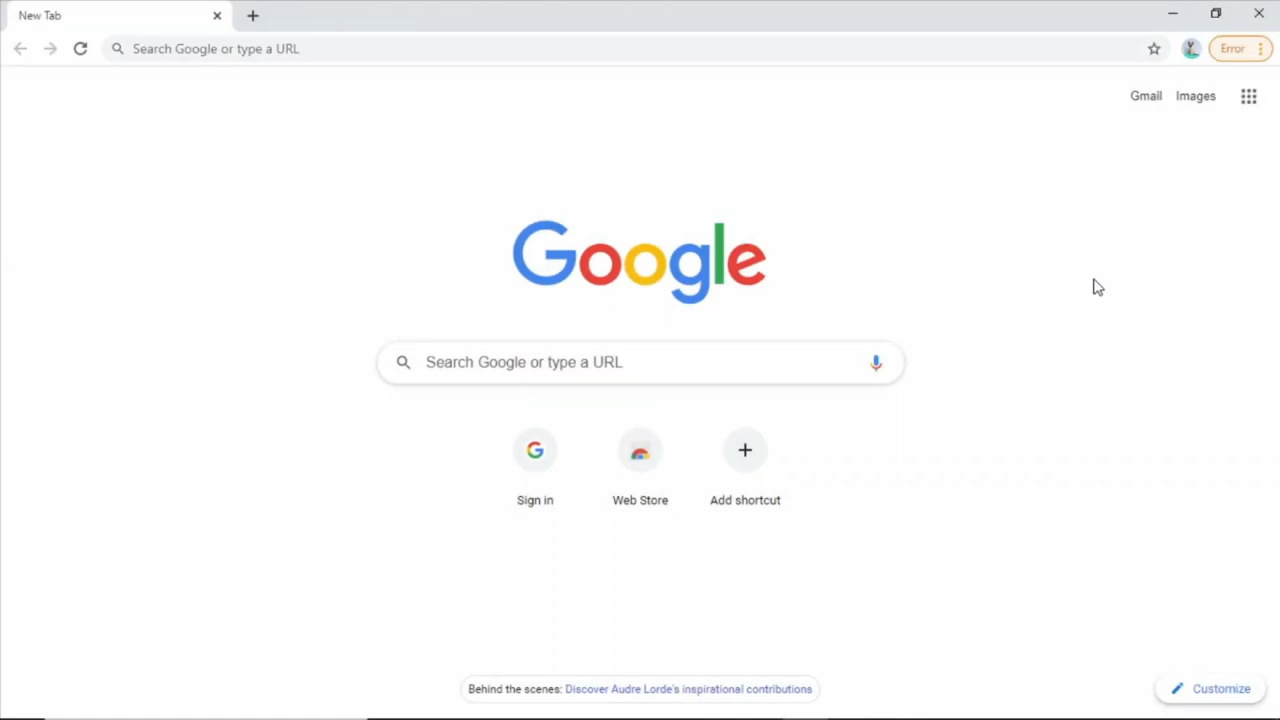 New Tab
Search Google or type a URL
Error
Gmail Images
Google
Search Google or type a URL
Sign in Web Store Add shortcut
Behind the scenes: Discover Audre Lorde's inspirational contributions
Customize